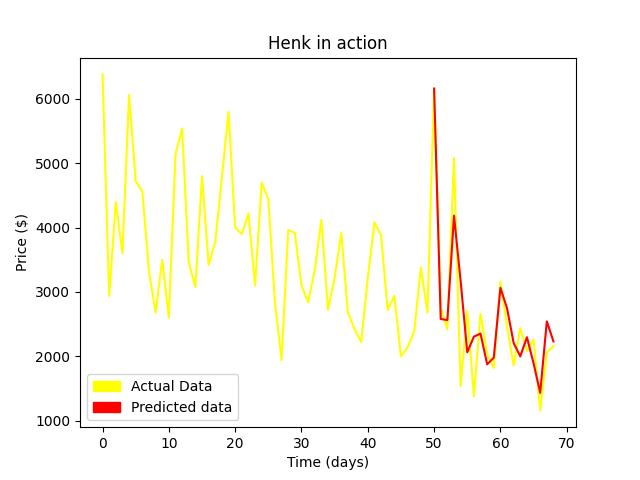 Henk in action
Price ($)
6000
5000
4000
3000
2000
1000
Actual Data
Predicted data
0 10 20 30 40 50 60 70
Time (days)